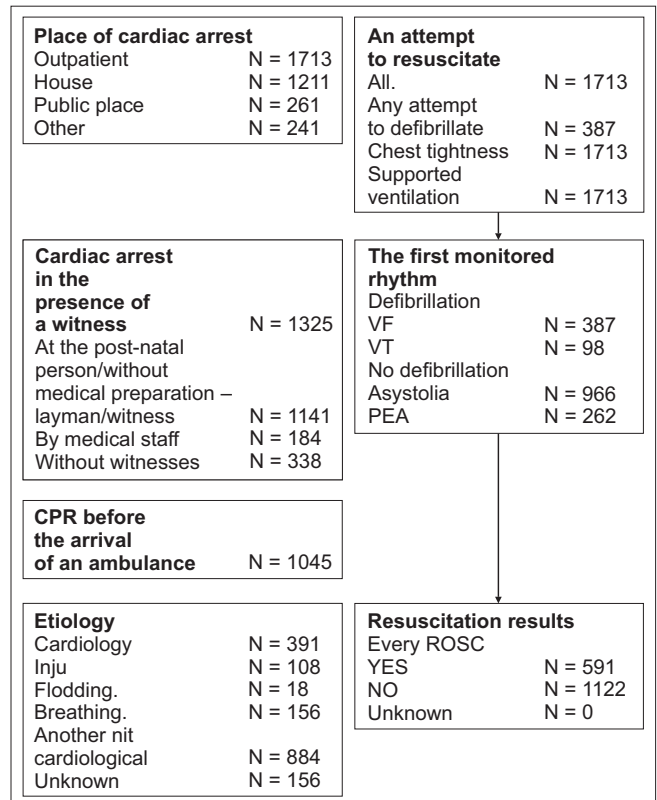 Place of cardiac arrest
Outpatient N = 1713
House N = 1211
Public place N = 261
Other N = 241
An attempt
to resuscitate
All. N = 1713
Any attempt
to defibrillate N = 387
Chest tightness N = 1713
Supported
ventilation N = 1713
Cardiac arrest
in the
presence of
a witness N = 1325
At the post-natal
person/without
medical preparation –
layman/witness N = 1141
By medical staff N = 184
Without witnesses N = 338
The first monitored
rhythm
Defibrillation
VF N = 387
VT N = 98
No defibrillation
Asystolia N = 966
PEA N = 262
CPR before
the arrival
of an ambulance N = 1045
Etiology
Cardiology N = 391
Inju N = 108
Flodding. N = 18
Breathing. N = 156
Another nit
cardiological N = 884
Unknown N = 156
Resuscitation results
Every ROSC
YES N = 591
NO N = 1122
Unknown N = 0